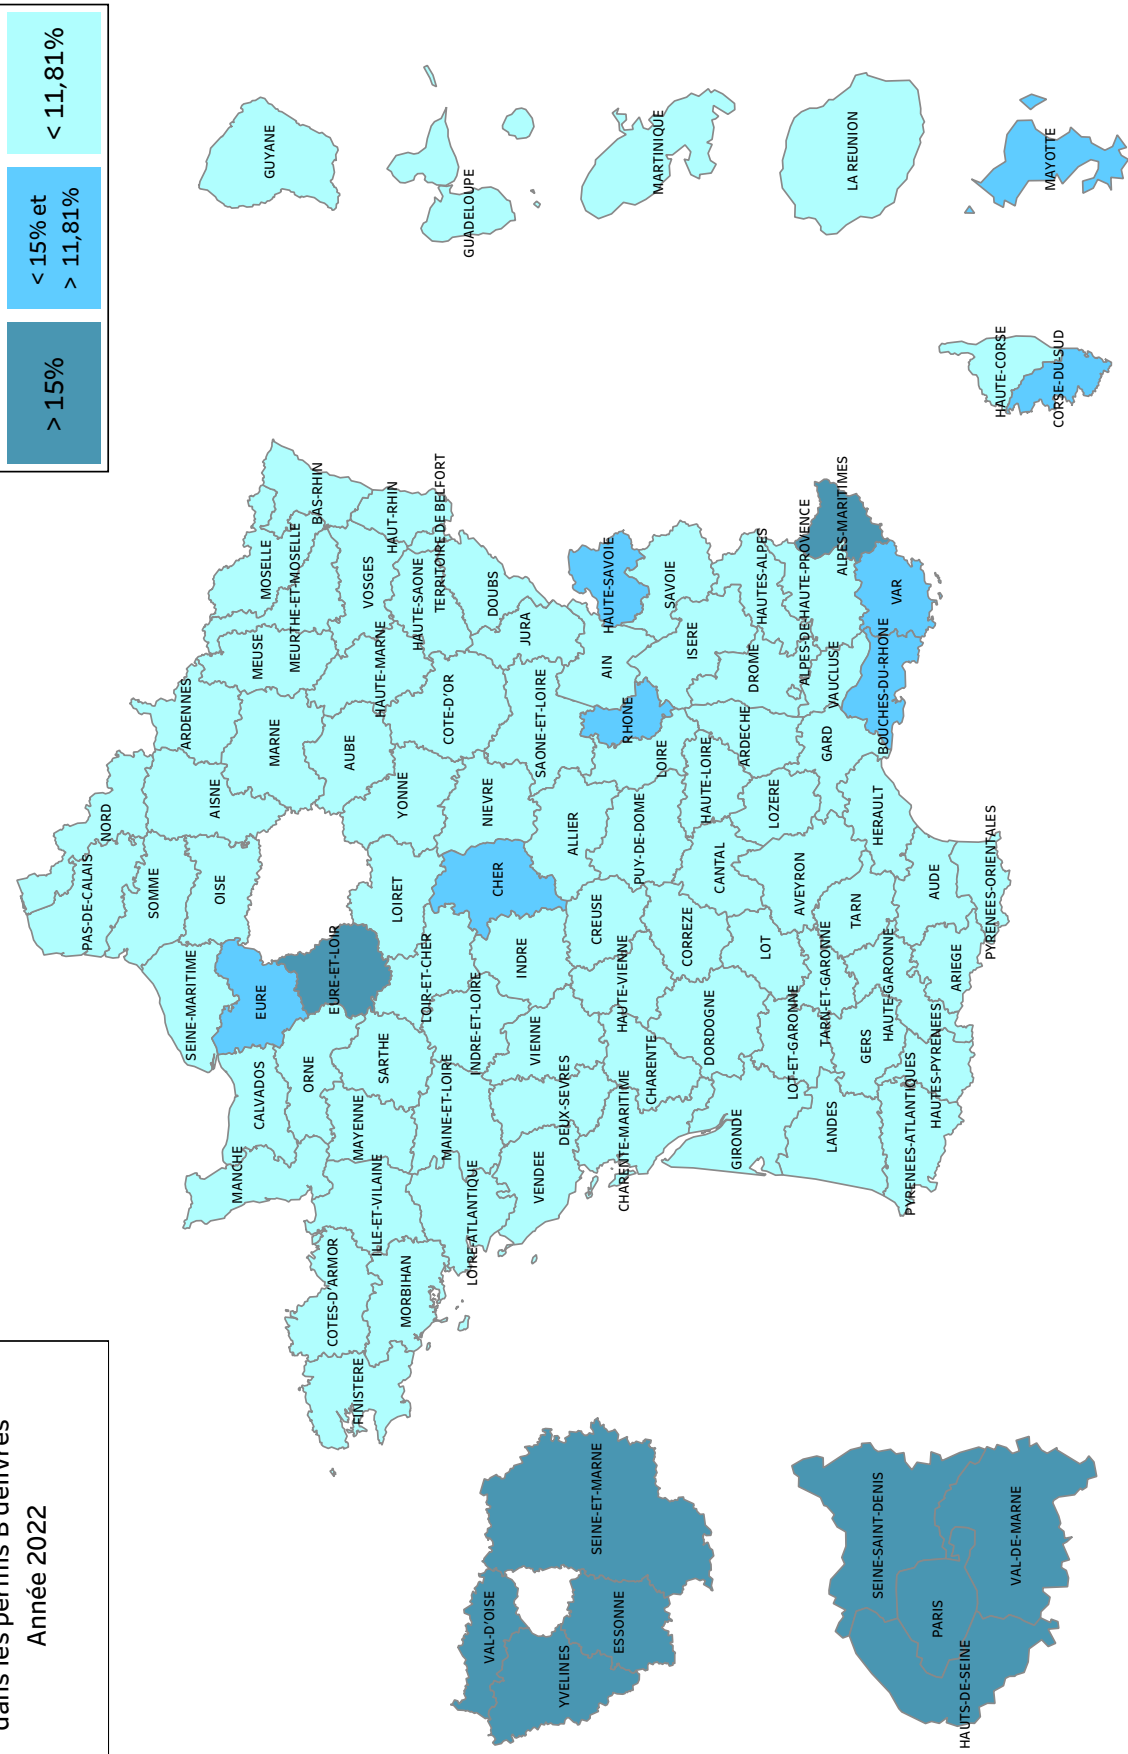 dans les permis B délivrés
Année 2022
> 15%
< 15% et
> 11,81%
< 11,81%
PAS-DE-CALAIS
NORD
SOMME
SEINE-MARITIME
OISE
AISNE
ARDENNES
EURE
MANCHE
CALVADOS
ORNE
EURE-ET-LOIR
MARNE
MEUSE
MOSELLE
MEURTHE-ET-MOSELLE
BAS-RHIN
FINISTERE
COTES-D'ARMOR
ILLE-ET-VILAINE
MAYENNE
SARTHE
AUBE
HAUTE-MARNE
VOSGES
HAUT-RHIN
MORBIHAN
LOIR-ET-CHER
LOIRET
YONNE
HAUTE-SAONE
TERRITOIRE DE BELFORT
LOIRE-ATLANTIQUE
MAINE-ET-LOIRE
INDRE-ET-LOIRE
CHER
NIEVRE
COTE-D'OR
DOUBS
JURA
VENDEE
DEUX-SEVRES
VIENNE
INDRE
ALLIER
SAONE-ET-LOIRE
CHARENTE-MARITIME
CHARENTE
HAUTE-VIENNE
CREUSE
PUY-DE-DOME
LOIRE
RHONE
AIN
HAUTE-SAVOIE
SAVOIE
ISERE
GIRONDE
DORDOGNE
CORREZE
CANTAL
HAUTE-LOIRE
ARDECHE
DROME
HAUTES-ALPES
LANDES
LOT-ET-GARONNE
LOT
AVEYRON
LOZERE
GARD
VAUCLUSE
ALPES-DE-HAUTE-PROVENCE
ALPES-MARITIMES
TARN-ET-GARONNE
TARN
GERS
HAUTE-GARONNE
HERAULT
BOUCHES-DU-RHONE
VAR
PYRENEES-ATLANTIQUES
HAUTES-PYRENEES
ARIEGE
AUDE
PYRENEES-ORIENTALES
HAUTE-CORSE
CORSE-DU-SUD
GUYANE
GUADELOUPE
MARTINIQUE
LA REUNION
MAYOTTE
VAL-D'OISE
YVELINES
ESSONNE
SEINE-ET-MARNE
SEINE-SAINT-DENIS
PARIS
HAUTS-DE-SEINE
VAL-DE-MARNE